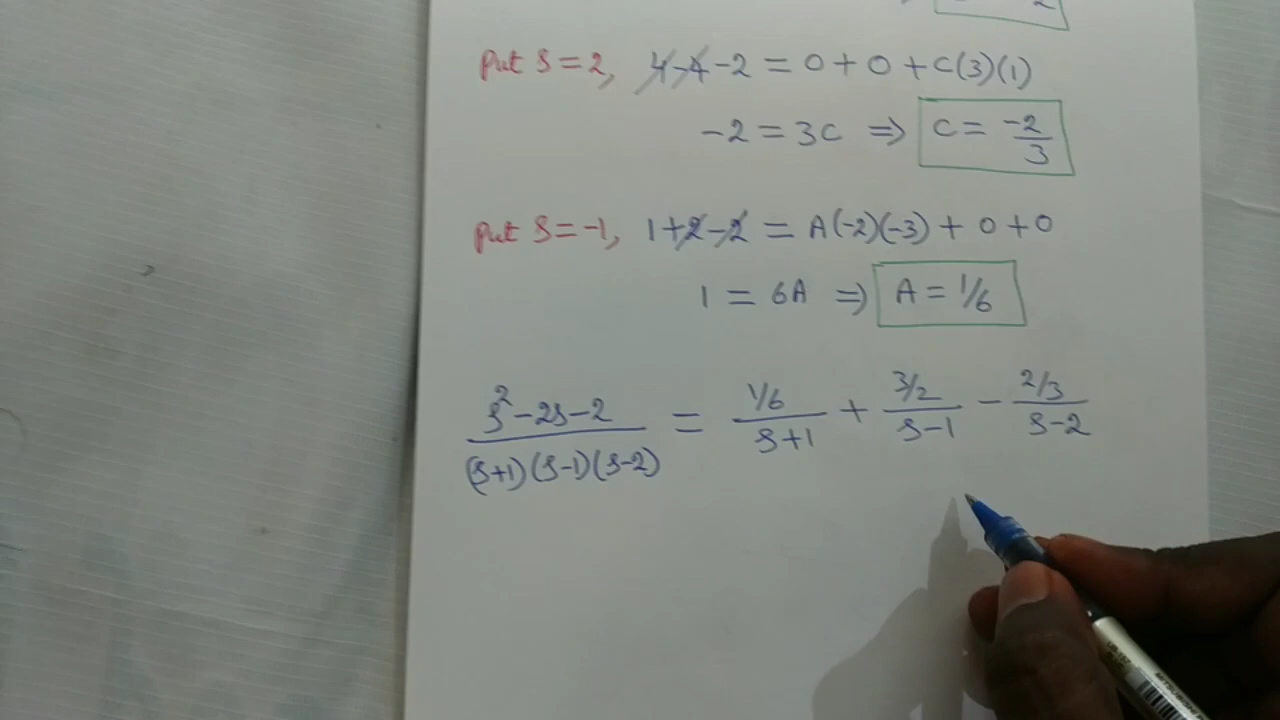 2
Put S=2, 4-4-2 = 0+0+C(3)(1)
-2 = 3C ⇒ C = -2/3
Put S=-1, 1+2-2 = A(-2)(-3)+0+0
1 = 6A ⇒ A = 1/6
S²-2S-2/(S+1)(S-1)(S-2) = 1/6/S+1 + 3/2/S-1 - 2/3/S-2